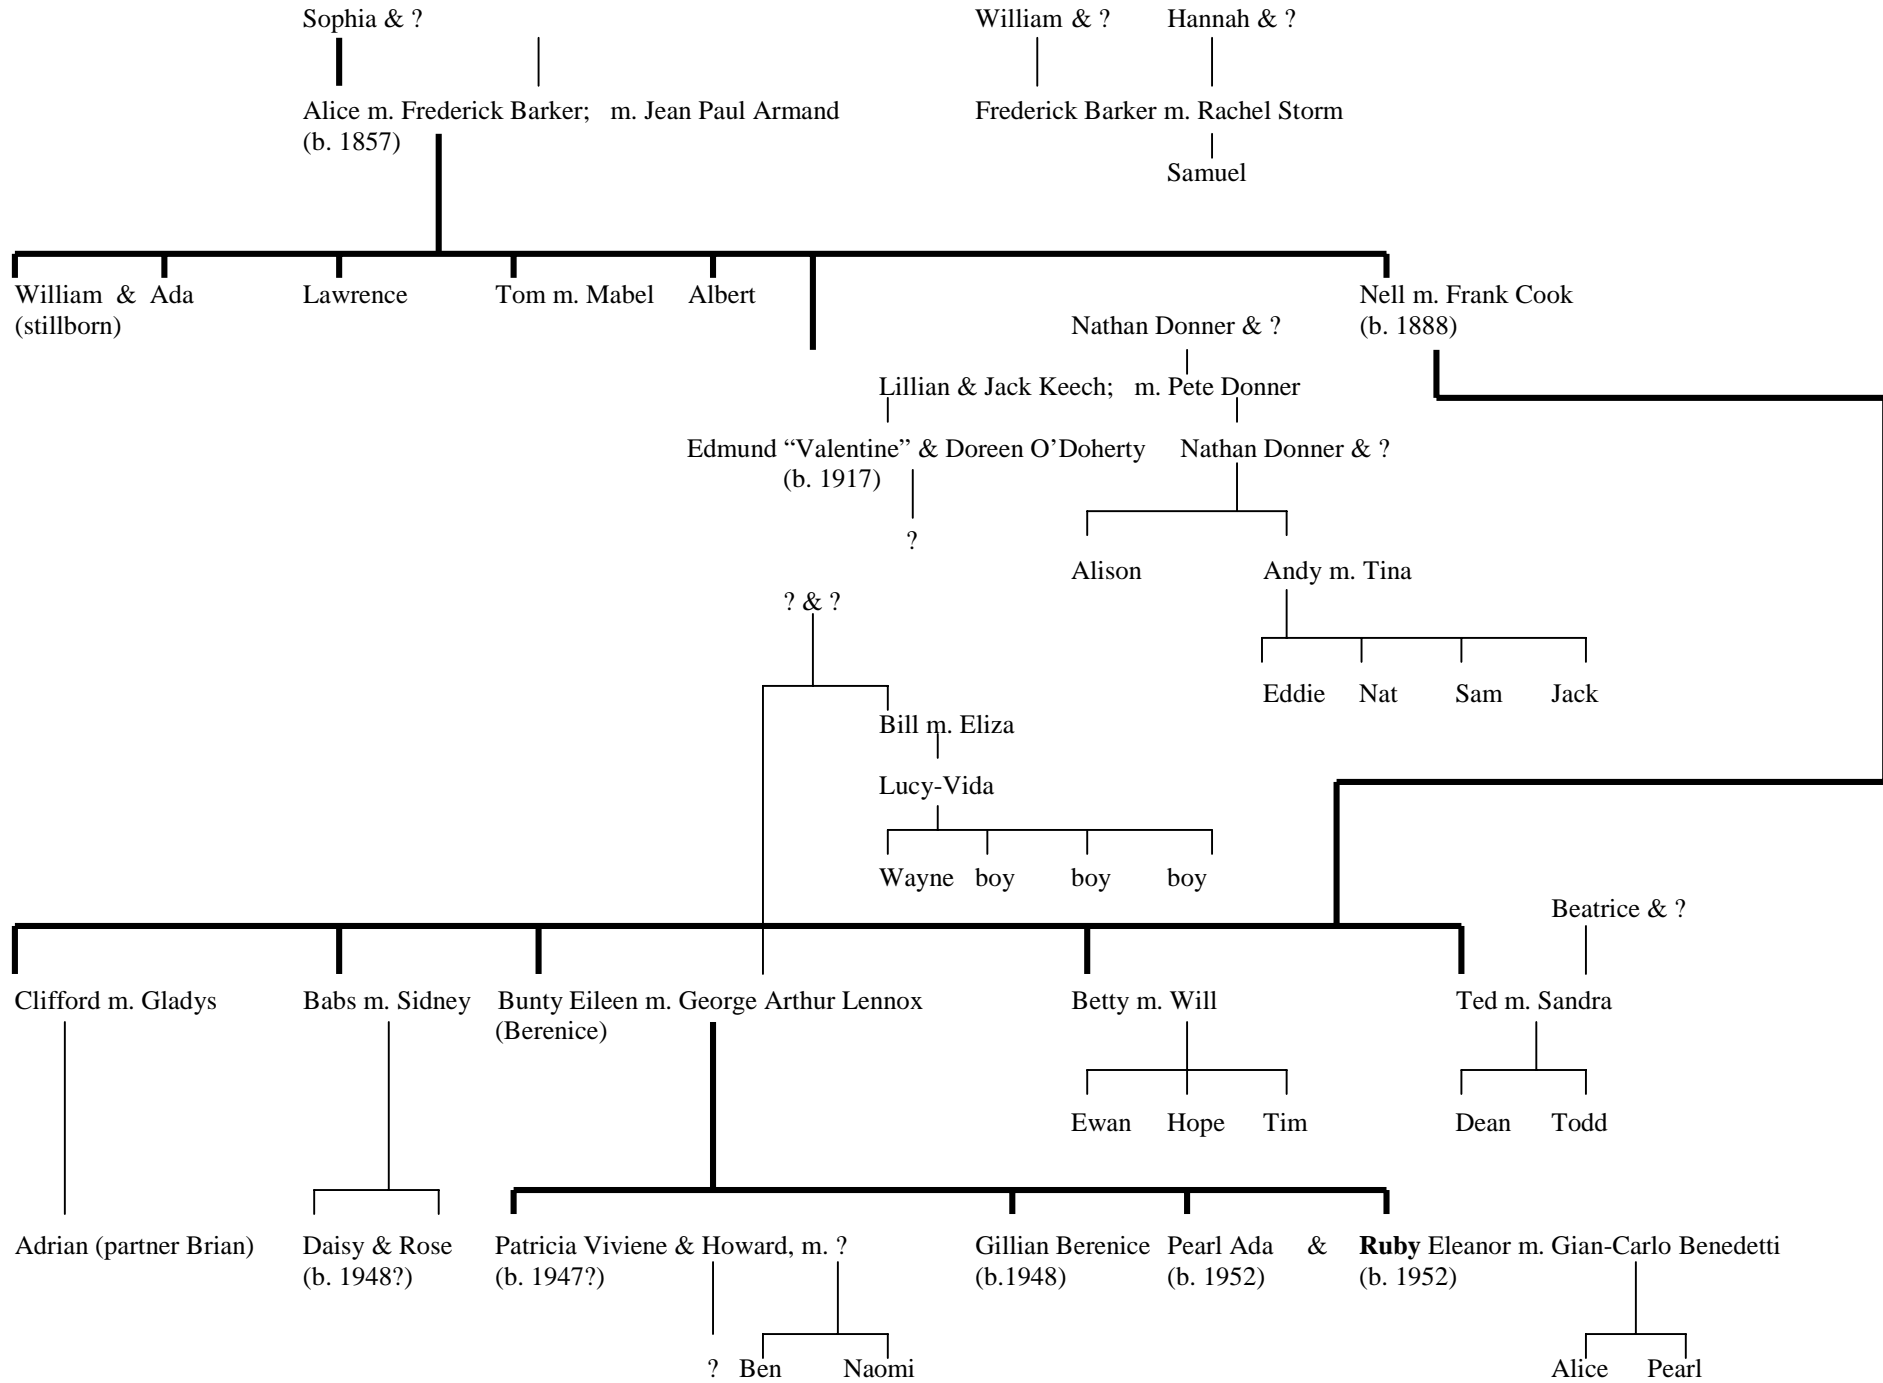 Sophia & ? William & ? Hannah & ?
Alice m. Frederick Barker; m. Jean Paul Armand Frederick Barker m. Rachel Storm
(b. 1857)
Samuel
William & Ada Lawrence Tom m. Mabel Albert Nell m. Frank Cook
(stillborn) Nathan Donner & ? (b. 1888)
Lillian & Jack Keech; m. Pete Donner
Edmund “Valentine” & Doreen O’Doherty Nathan Donner & ?
(b. 1917)
?
Alison Andy m. Tina
? & ?
Eddie Nat Sam Jack
Bill m. Eliza
Lucy-Vida
Wayne boy boy boy
Beatrice & ?
Clifford m. Gladys Babs m. Sidney Bunty Eileen m. George Arthur Lennox Betty m. Will Ted m. Sandra
(Berenice)
Ewan Hope Tim Dean Todd
Adrian (partner Brian) Daisy & Rose Patricia Viviene & Howard, m. ? Gillian Berenice Pearl Ada & Ruby Eleanor m. Gian-Carlo Benedetti
(b. 1948?) (b. 1947?) (b.1948) (b. 1952) (b. 1952)
? Ben Naomi Alice Pearl